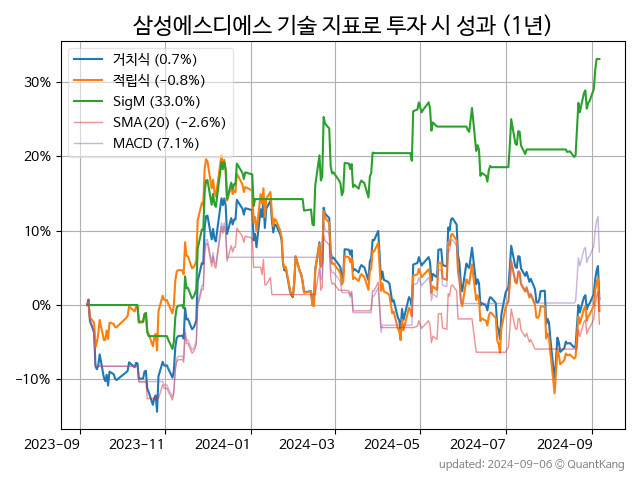 삼성에스디에스 기술 지표로 투자 시 성과 (1년)
거치식 (0.7%)
적립식 (−0.8%)
SigM (33.0%)
SMA(20) (−2.6%)
MACD (7.1%)
30%
20%
10%
0%
−10%
2023-09 2023-11 2024-01 2024-03 2024-05 2024-07 2024-09
updated: 2024-09-06 © QuantKang